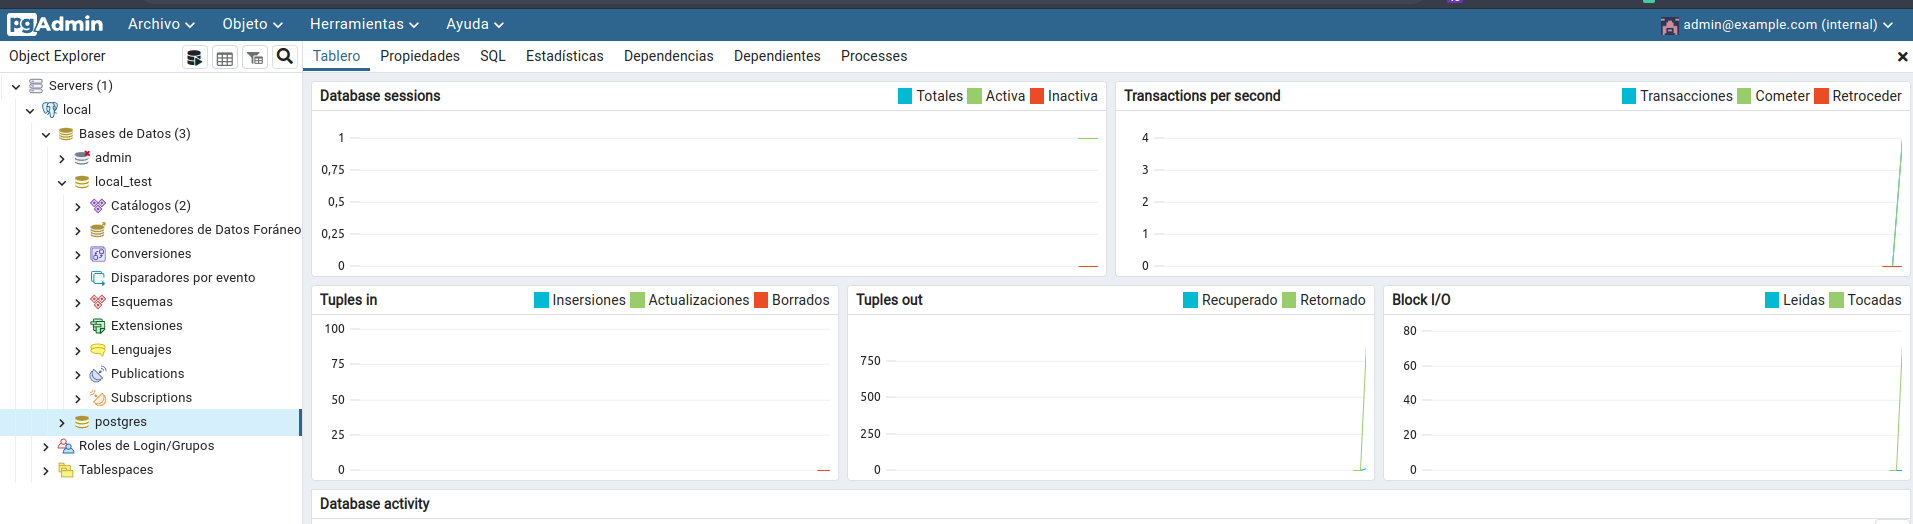 pgAdmin Archivo Objeto Herramientas Ayuda admin@example.com (internal)
Object Explorer
Tablero Propiedades SQL Estadísticas Dependencias Dependientes Processes
Servers (1)
local
Bases de Datos (3)
admin
local_test
Catálogos (2)
Contenedores de Datos Foráneo
Conversiones
Disparadores por evento
Esquemas
Extensiones
Lenguajes
Publications
Subscriptions
postgres
Roles de Login/Grupos
Tablespaces
Database sessions Totales Activa Inactiva
1
0,75
0,5
0,25
0
Transactions per second Transacciones Cometer Retroceder
4
3
2
1
0
Tuples in Inserciones Actualizaciones Borrados
100
75
50
25
0
Tuples out Recuperado Retornado
750
500
250
0
Block I/O Leidas Tocadas
80
60
40
20
0
Database activity